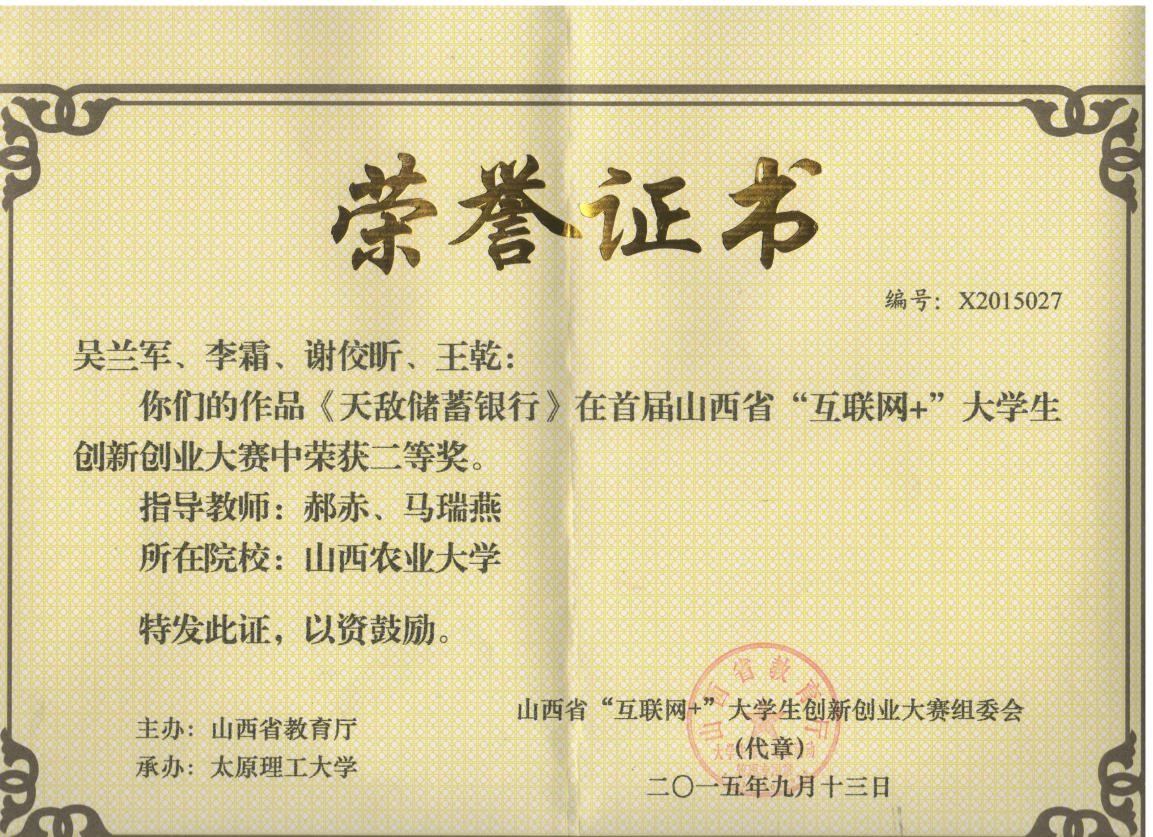 荣誉证书
编号：X2015027
吴兰军、李霜、谢佼昕、王乾：
你们的作品《天敌储蓄银行》在首届山西省“互联网+”大学生
创新创业大赛中荣获二等奖。
指导教师：郝赤、马瑞燕
所在院校：山西农业大学
特发此证，以资鼓励。
山西省教育厅
山西省“互联网+”大学生创新创业大赛组委会
（代章）
二〇一五年九月十三日
主办：山西省教育厅
承办：太原理工大学